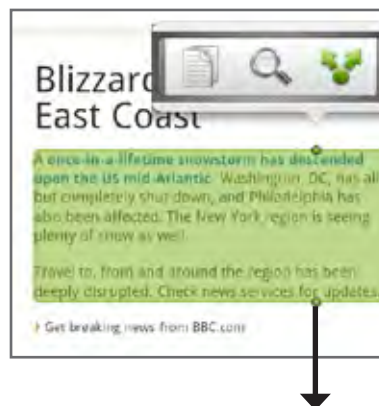 Blizzard
East Coast
A once-in-a-lifetime snowstorm has descended
upon the US mid-Atlantic. Washington, DC, has all
but completely shut down, and Philadelphia has
also been affected. The New York region is seeing
plenty of snow as well.
Travel to, from and around the region has been
deeply disrupted. Check news services for updates.
Get breaking news from BBC.com